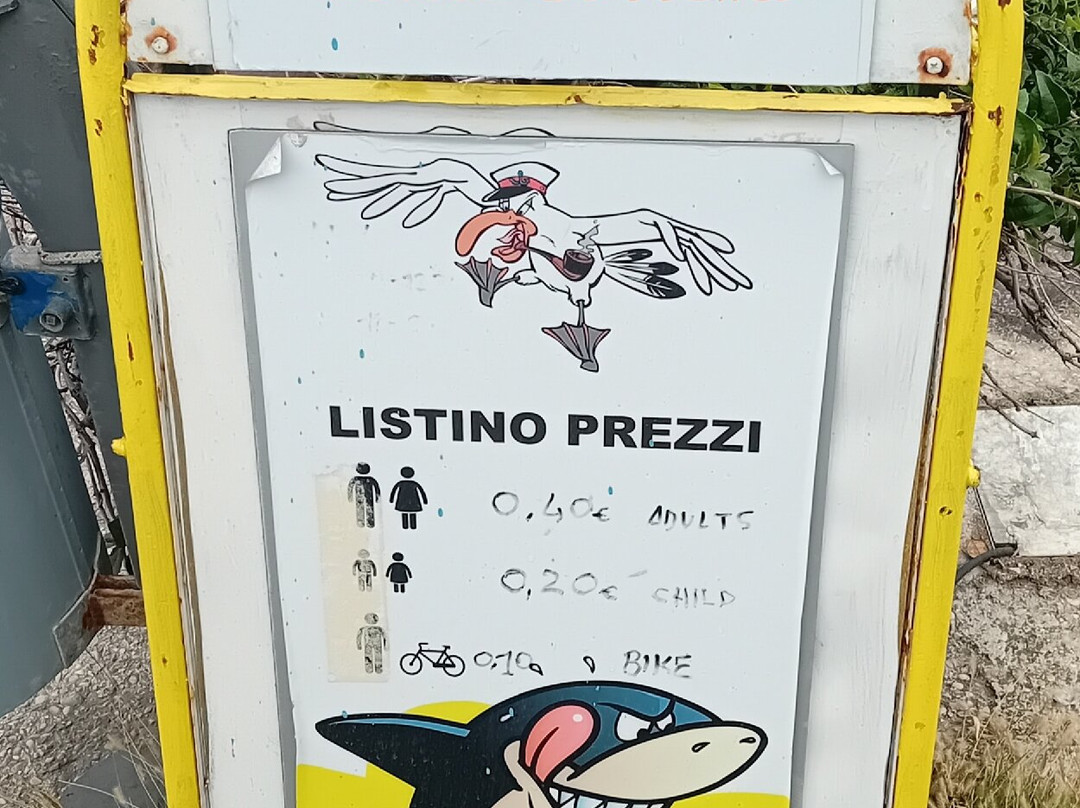 LISTINO PREZZI
0,40€ ADULTS
0,20€ CHILD
0,10 BIKE